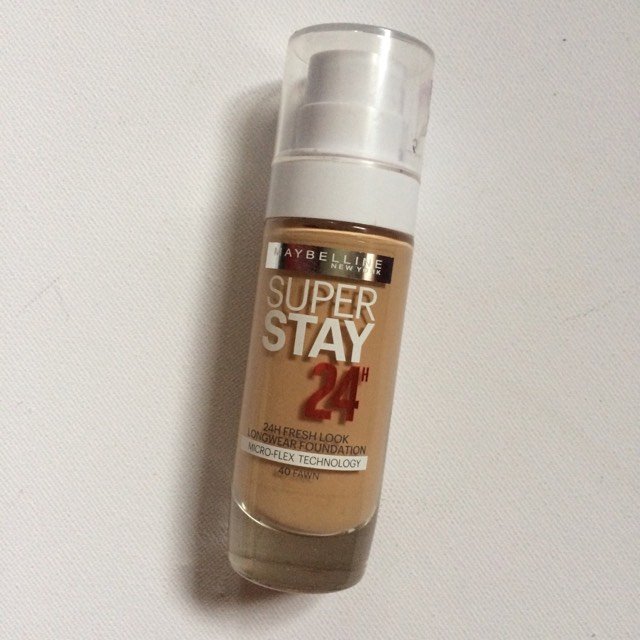 MAYBELLINE
NEW YORK
SUPER
STAY
24H
24H FRESH LOOK
LONGWEAR FOUNDATION
MICRO-FLEX TECHNOLOGY
40 FAWN